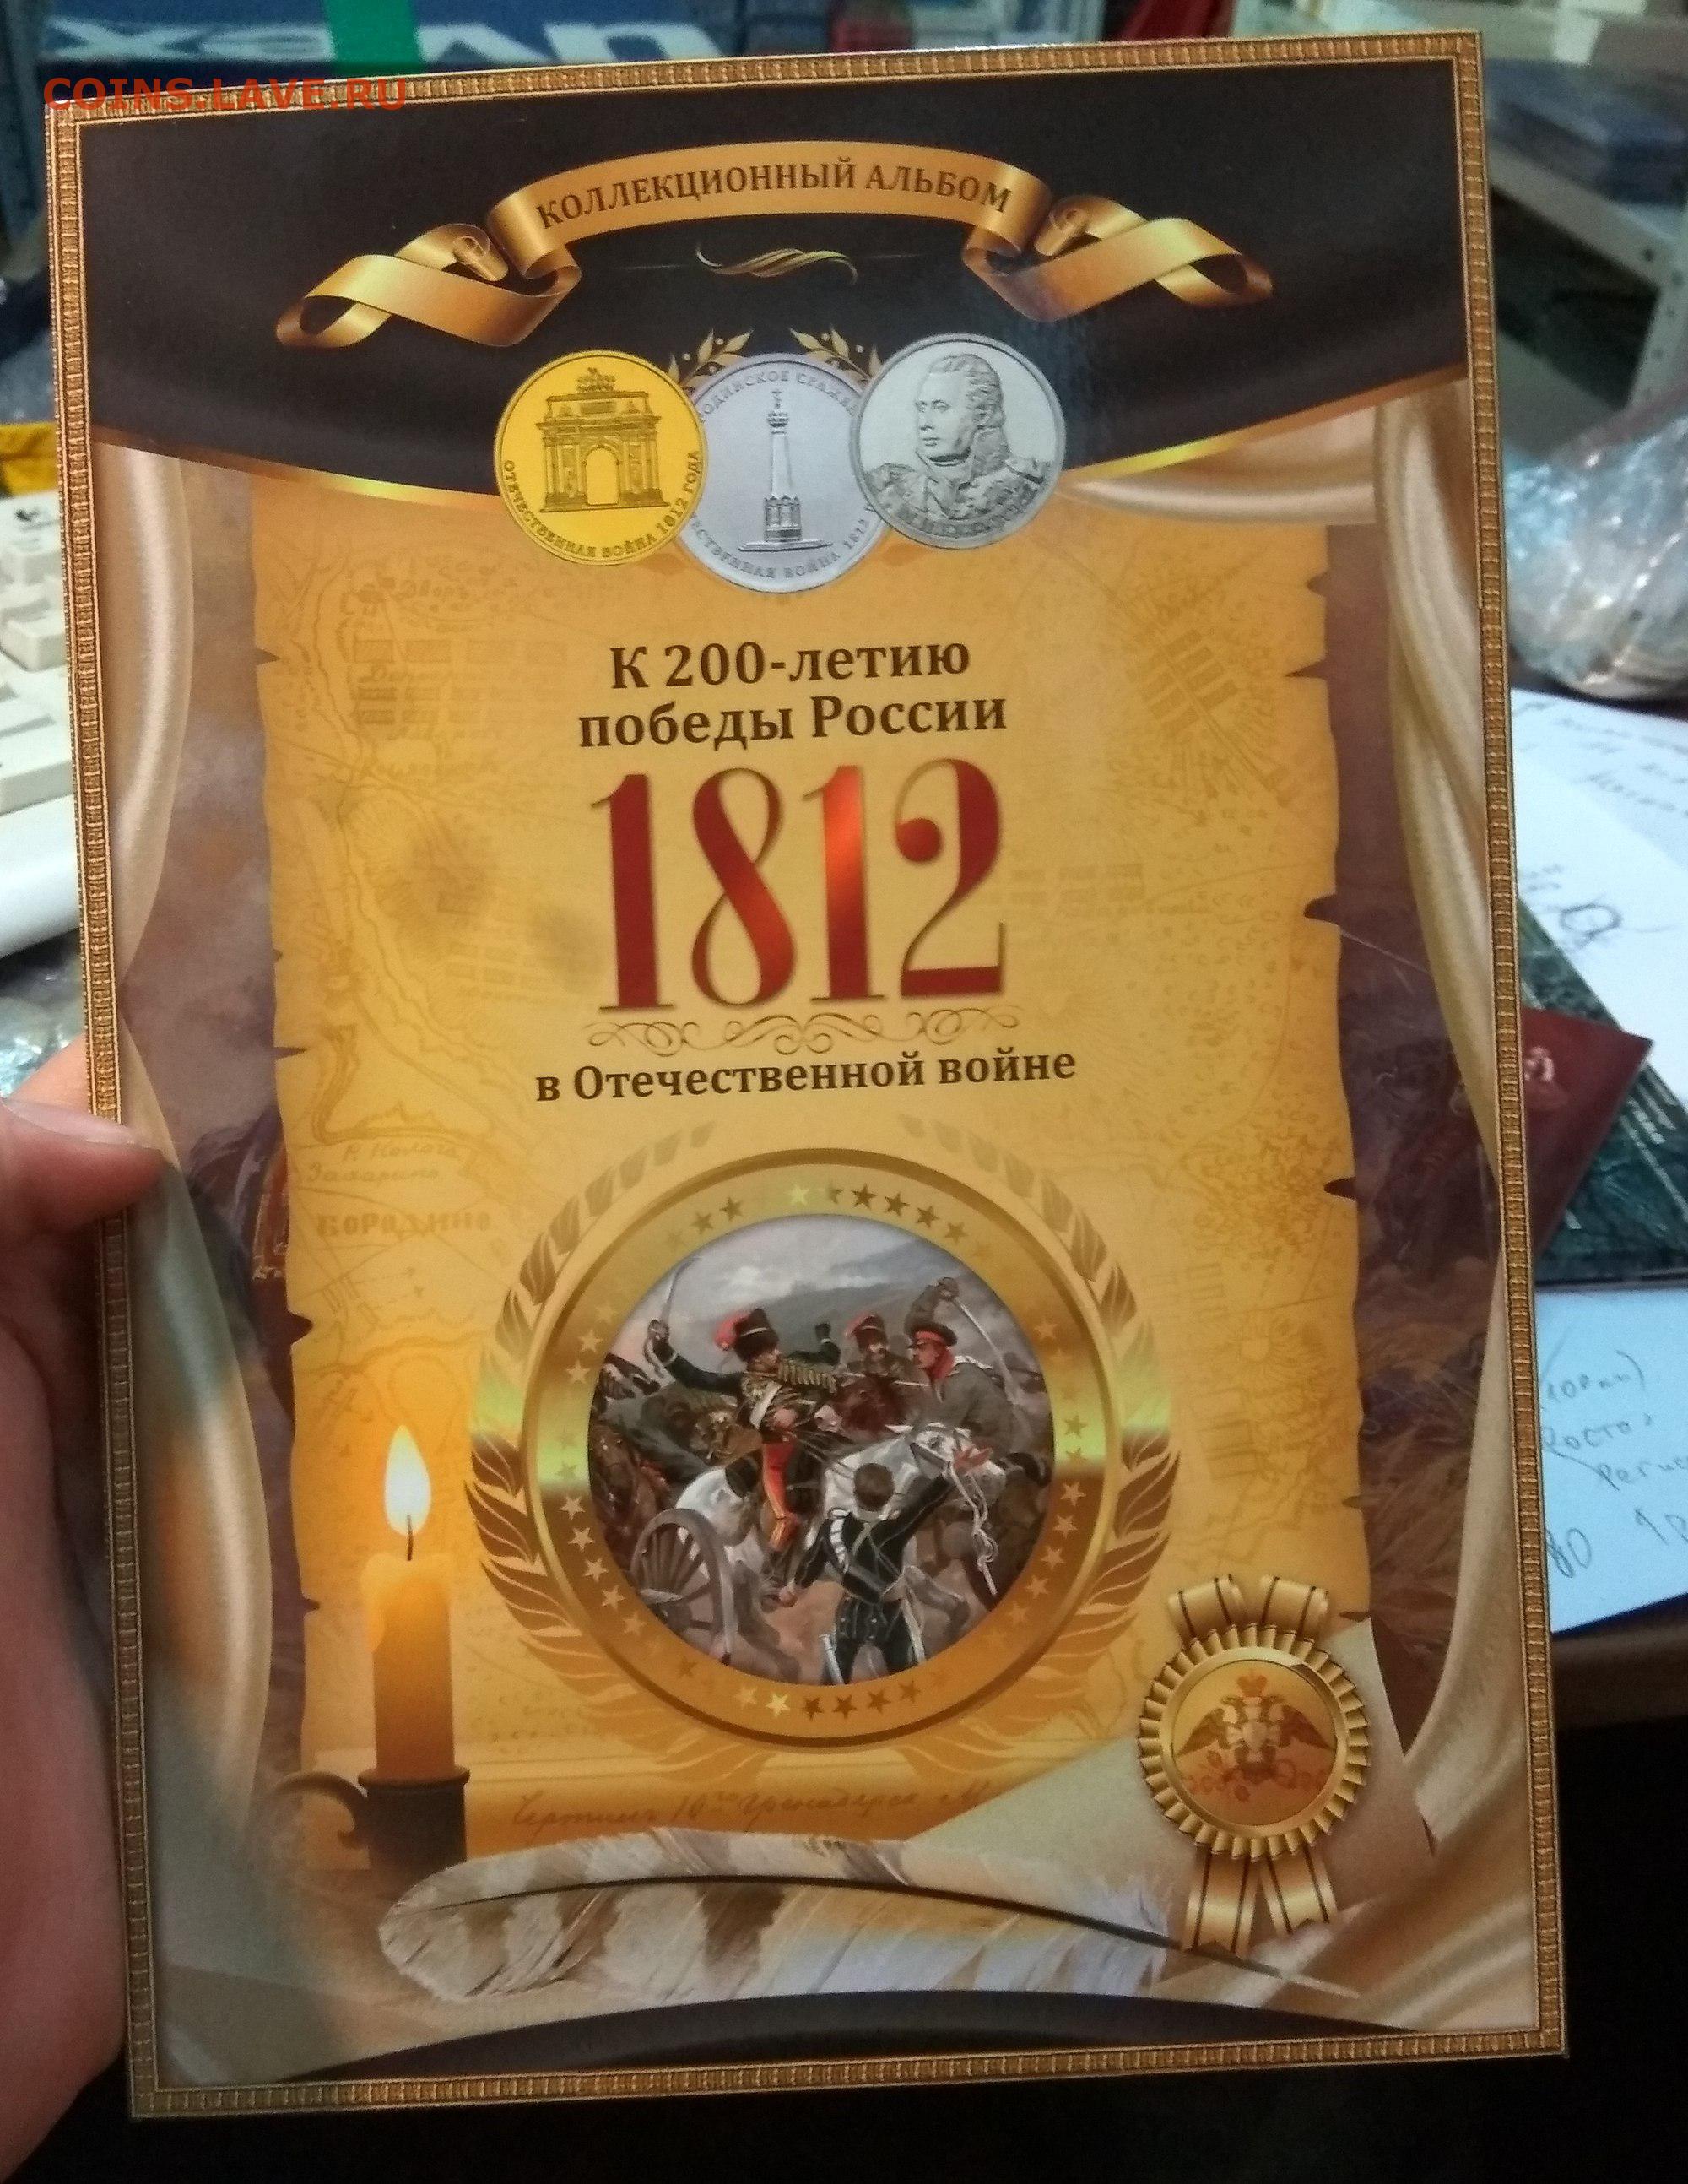 COINS.LAVE.RU
КОЛЛЕКЦИОННЫЙ АЛЬБОМ
ОТЕЧЕСТВЕННАЯ ВОЙНА 1812 ГОДА
К 200-летию
победы России
1812
в Отечественной войне
БОРОДИНО